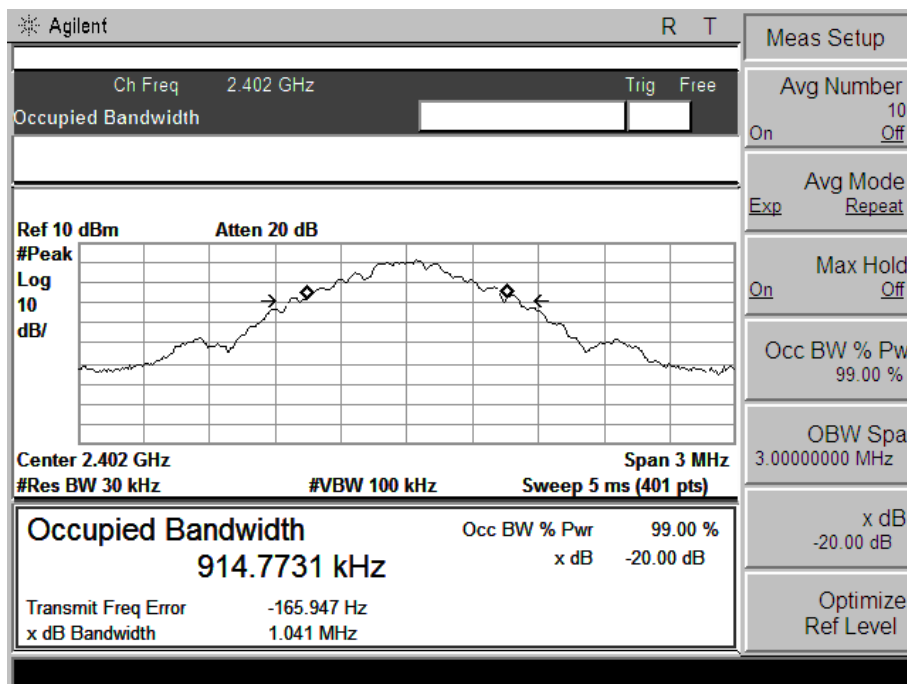 Agilent R T
Ch Freq 2.402 GHz Trig Free
Occupied Bandwidth
Ref 10 dBm Atten 20 dB
#Peak
Log
10
dB/
Center 2.402 GHz Span 3 MHz
#Res BW 30 kHz #VBW 100 kHz Sweep 5 ms (401 pts)
Occupied Bandwidth
914.7731 kHz
Occ BW % Pwr 99.00 %
x dB -20.00 dB
Transmit Freq Error -165.947 Hz
x dB Bandwidth 1.041 MHz
Meas Setup
Avg Number
10
On Off
Avg Mode
Exp Repeat
Max Hold
On Off
Occ BW % Pw
99.00 %
OBW Spa
3.00000000 MHz
x dB
-20.00 dB
Optimize
Ref Level